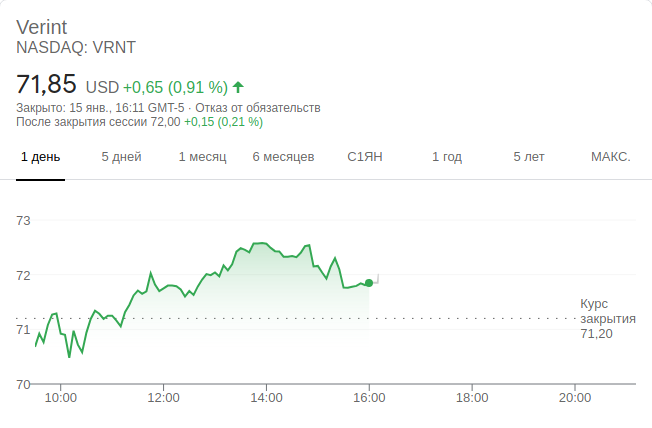 Verint
NASDAQ: VRNT
71,85 USD +0,65 (0,91 %)
Закрыто: 15 янв., 16:11 GMT-5 · Отказ от обязательств
После закрытия сессии 72,00 +0,15 (0,21 %)
1 день 5 дней 1 месяц 6 месяцев С1ЯН 1 год 5 лет МАКС.
73
72
Курс
закрытия
71,20
71
70
10:00 12:00 14:00 16:00 18:00 20:00